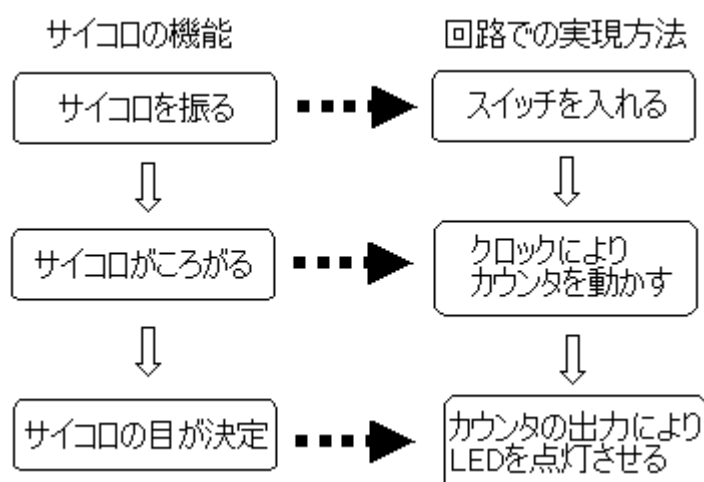 サイコロの機能
回路での実現方法
サイコロを振る
スイッチを入れる
サイコロがころがる
クロックにより
カウンタを動かす
サイコロの目が決定
カウンタの出力により
LEDを点灯させる